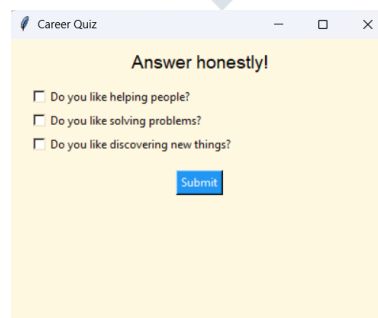 Career Quiz
Answer honestly!
Do you like helping people?
Do you like solving problems?
Do you like discovering new things?
Submit